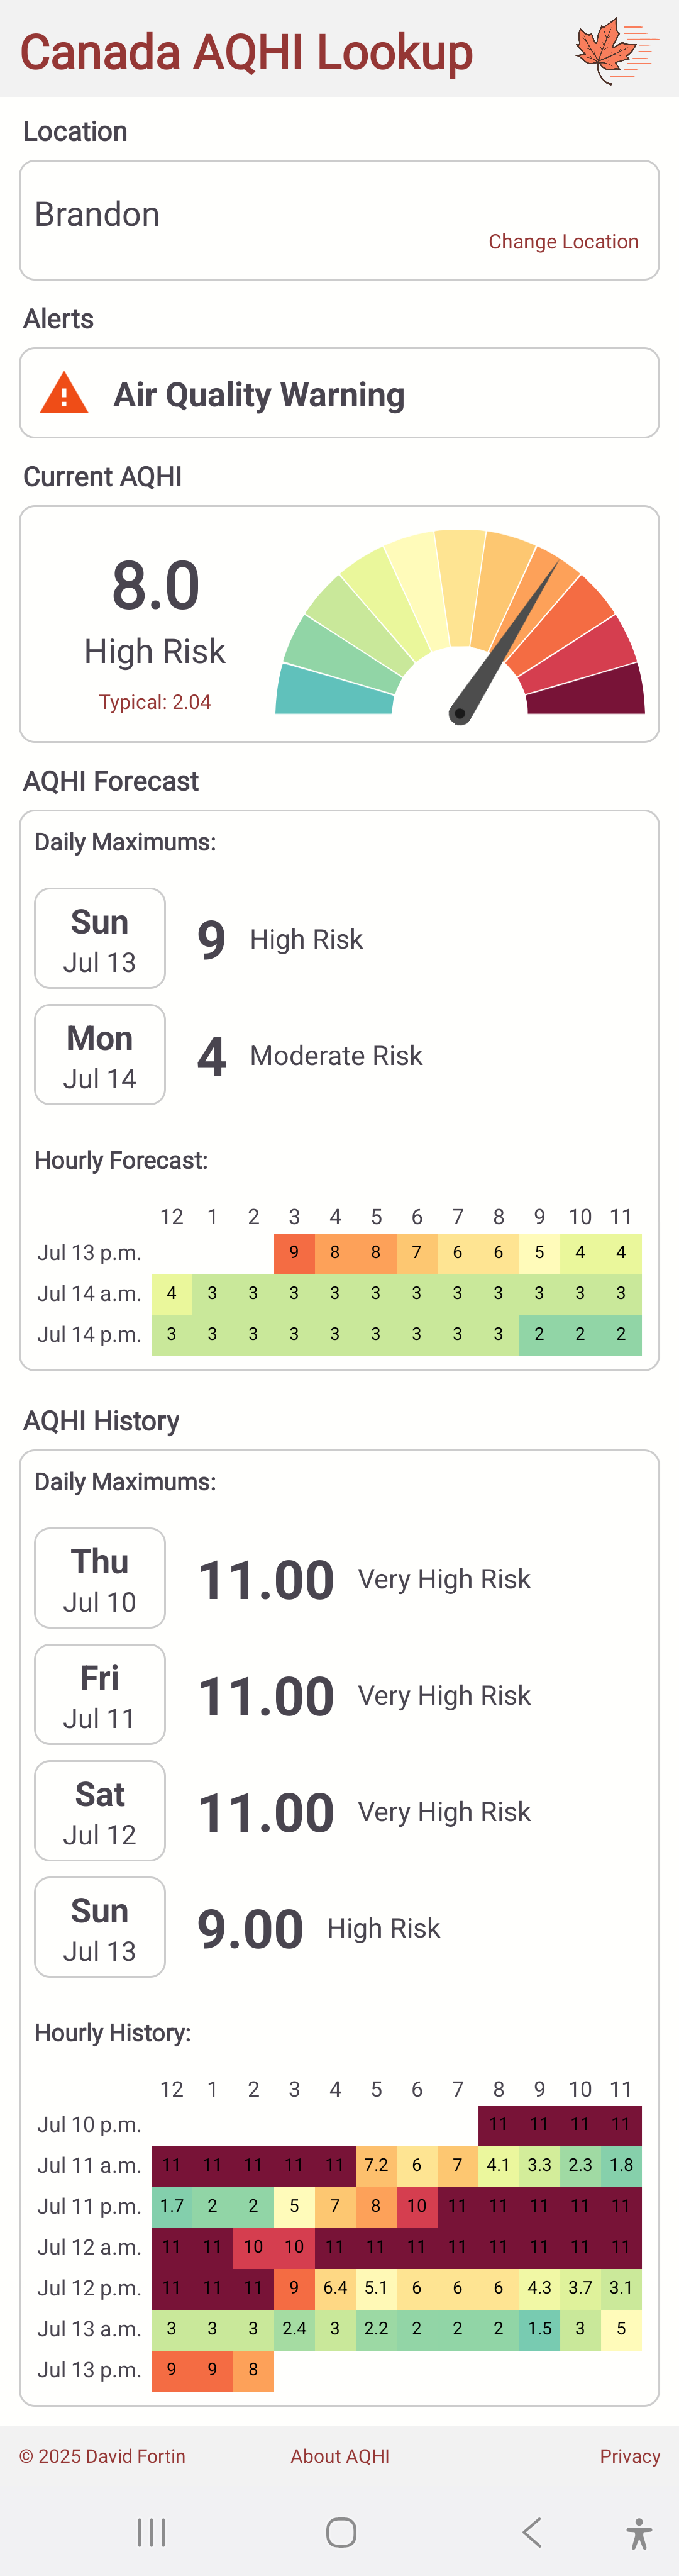 Canada AQHI Lookup
Location
Brandon
Change Location
Alerts
Air Quality Warning
Current AQHI
8.0
High Risk
Typical: 2.04
AQHI Forecast
Daily Maximums:
Sun
Jul 13
9 High Risk
Mon
Jul 14
4 Moderate Risk
Hourly Forecast:
12 1 2 3 4 5 6 7 8 9 10 11
Jul 13 p.m. 9 8 8 7 6 6 5 4 4
Jul 14 a.m. 4 3 3 3 3 3 3 3 3 3 3 3
Jul 14 p.m. 3 3 3 3 3 3 3 3 3 2 2 2
AQHI History
Daily Maximums:
Thu
Jul 10
11.00 Very High Risk
Fri
Jul 11
11.00 Very High Risk
Sat
Jul 12
11.00 Very High Risk
Sun
Jul 13
9.00 High Risk
Hourly History:
12 1 2 3 4 5 6 7 8 9 10 11
Jul 10 p.m. 11 11 11 11
Jul 11 a.m. 11 11 11 11 11 7.2 6 7 4.1 3.3 2.3 1.8
Jul 11 p.m. 1.7 2 2 5 7 8 10 11 11 11 11 11
Jul 12 a.m. 11 11 10 10 11 11 11 11 11 11 11 11
Jul 12 p.m. 11 11 11 9 6.4 5.1 6 6 6 4.3 3.7 3.1
Jul 13 a.m. 3 3 3 2.4 3 2.2 2 2 2 1.5 3 5
Jul 13 p.m. 9 9 8
© 2025 David Fortin About AQHI Privacy